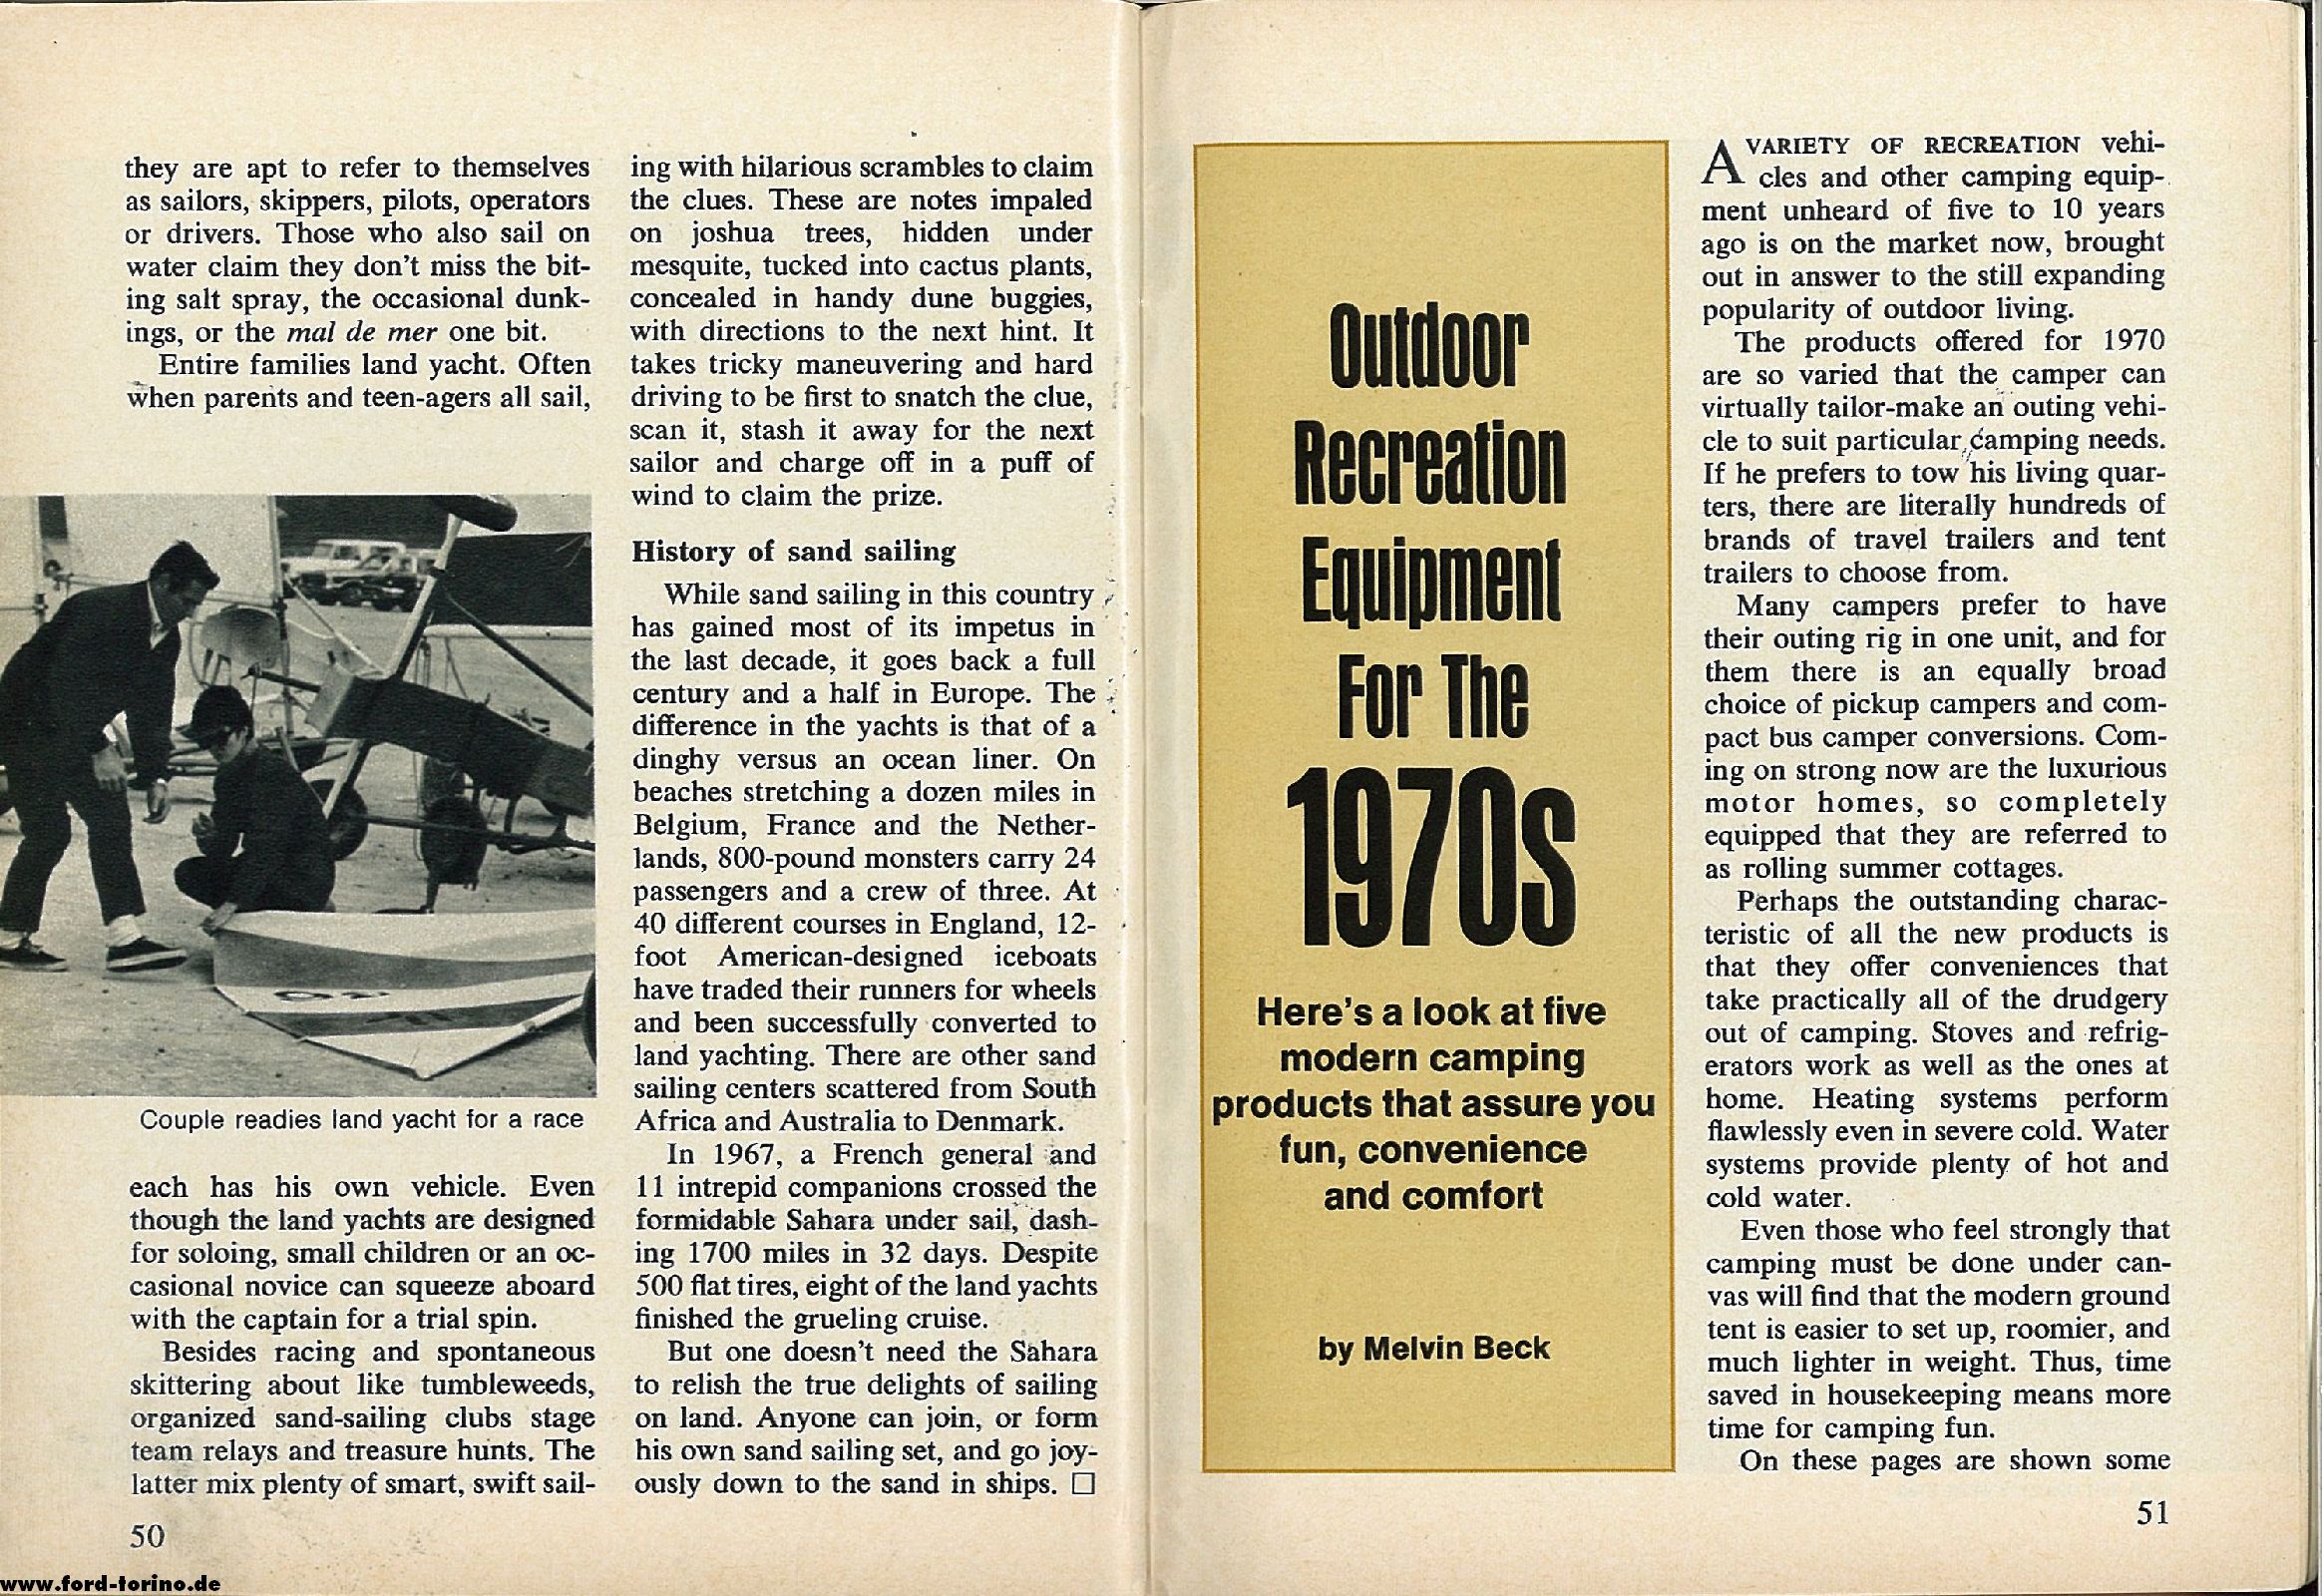 they are apt to refer to themselves
as sailors, skippers, pilots, operators
or drivers. Those who also sail on
water claim they don't miss the bit-
ing salt spray, the occasional dunk-
ings, or the mal de mer one bit.
Entire families land yacht. Often
when parents and teen-agers all sail,
Couple readies land yacht for a race
each has his own vehicle. Even
though the land yachts are designed
for soloing, small children or an oc-
casional novice can squeeze aboard
with the captain for a trial spin.
Besides racing and spontaneous
skittering about like tumbleweeds,
organized sand-sailing clubs stage
team relays and treasure hunts. The
latter mix plenty of smart, swift sail-
50
ing with hilarious scrambles to claim
the clues. These are notes impaled
on joshua trees, hidden under
mesquite, tucked into cactus plants,
concealed in handy dune buggies,
with directions to the next hint. It
takes tricky maneuvering and hard
driving to be first to snatch the clue,
scan it, stash it away for the next
sailor and charge off in a puff of
wind to claim the prize.
History of sand sailing
While sand sailing in this country
has gained most of its impetus in
the last decade, it goes back a full
century and a half in Europe. The
difference in the yachts is that of a
dinghy versus an ocean liner. On
beaches stretching a dozen miles in
Belgium, France and the Nether-
lands, 800-pound monsters carry 24
passengers and a crew of three. At
40 different courses in England, 12-
foot American-designed iceboats
have traded their runners for wheels
and been successfully converted to
land yachting. There are other sand
sailing centers scattered from South
Africa and Australia to Denmark.
In 1967, a French general and
11 intrepid companions crossed the
formidable Sahara under sail, dash-
ing 1700 miles in 32 days. Despite
500 flat tires, eight of the land yachts
finished the grueling cruise.
But one doesn't need the Sahara
to relish the true delights of sailing
on land. Anyone can join, or form
his own sand sailing set, and go joy-
ously down to the sand in ships. □
Outdoor
Recreation
Equipment
For The
1970s
Here's a look at five
modern camping
products that assure you
fun, convenience
and comfort
by Melvin Beck
A VARIETY OF RECREATION vehi-
cles and other camping equip-
ment unheard of five to 10 years
ago is on the market now, brought
out in answer to the still expanding
popularity of outdoor living.
The products offered for 1970
are so varied that the camper can
virtually tailor-make an outing vehi-
cle to suit particular camping needs.
If he prefers to tow his living quar-
ters, there are literally hundreds of
brands of travel trailers and tent
trailers to choose from.
Many campers prefer to have
their outing rig in one unit, and for
them there is an equally broad
choice of pickup campers and com-
pact bus camper conversions. Com-
ing on strong now are the luxurious
motor homes, so completely
equipped that they are referred to
as rolling summer cottages.
Perhaps the outstanding charac-
teristic of all the new products is
that they offer conveniences that
take practically all of the drudgery
out of camping. Stoves and refrig-
erators work as well as the ones at
home. Heating systems perform
flawlessly even in severe cold. Water
systems provide plenty of hot and
cold water.
Even those who feel strongly that
camping must be done under can-
vas will find that the modern ground
tent is easier to set up, roomier, and
much lighter in weight. Thus, time
saved in housekeeping means more
time for camping fun.
On these pages are shown some
51
www.ford-torino.de